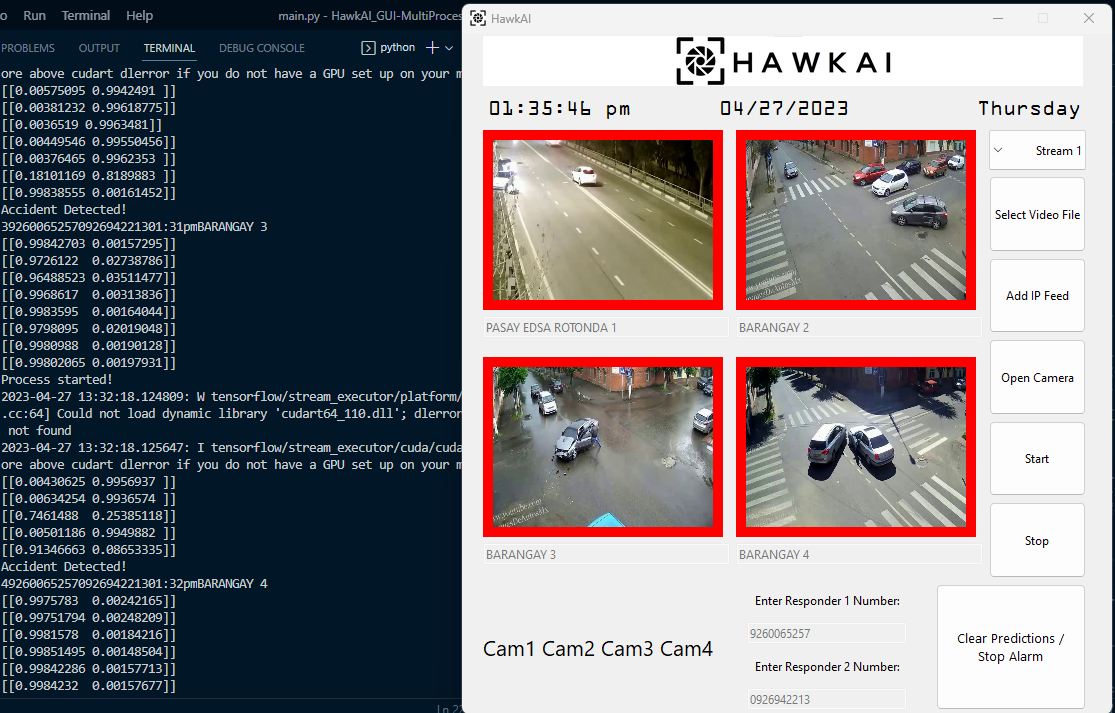 o Run Terminal Help main.py - HawkAI_GUI-MultiProces
PROBLEMS OUTPUT TERMINAL DEBUG CONSOLE python
ore above cudart dlerror if you do not have a GPU set up on your m
[[0.00575095 0.9942491 ]]
[[0.00381232 0.99618775]]
[[0.0036519 0.9963481]]
[[0.00449546 0.99550456]]
[[0.00376465 0.9962353 ]]
[[0.18101169 0.8189883 ]]
[[0.99838555 0.00161452]]
Accident Detected!
3926006525709269422 1301:31pmBARANGAY 3
[[0.99842703 0.00157295]]
[[0.9726122  0.02738786]]
[[0.96488523 0.03511477]]
[[0.9968617  0.00313836]]
[[0.9983595  0.00164044]]
[[0.9798095  0.02019048]]
[[0.9980988  0.00190128]]
[[0.99802065 0.00197931]]
Process started!
2023-04-27 13:32:18.124809: W tensorflow/stream_executor/platform/
.cc:64] Could not load dynamic library 'cudart64_110.dll'; dlerror
not found
2023-04-27 13:32:18.125647: I tensorflow/stream_executor/cuda/cuda
ore above cudart dlerror if you do not have a GPU set up on your m
[[0.00430625 0.9956937 ]]
[[0.00634254 0.9936574 ]]
[[0.7461488  0.25385118]]
[[0.00501186 0.9949882 ]]
[[0.91346663 0.08653335]]
Accident Detected!
49260065257092694221301:32pmBARANGAY 4
[[0.9975783  0.00242165]]
[[0.99751794 0.00248209]]
[[0.9981578  0.00184216]]
[[0.99851495 0.00148504]]
[[0.99842286 0.00157713]]
[[0.9984232  0.00157677]]
Ln 22
HawkAI
HAWKAI
01:35:46 pm 04/27/2023 Thursday
Stream 1
Select Video File
Add IP Feed
Open Camera
Start
Stop
PASAY EDSA ROTONDA 1 BARANGAY 2
BARANGAY 3 BARANGAY 4
Cam1 Cam2 Cam3 Cam4
Enter Responder 1 Number:
9260065257
Enter Responder 2 Number:
0926942213
Clear Predictions /
Stop Alarm